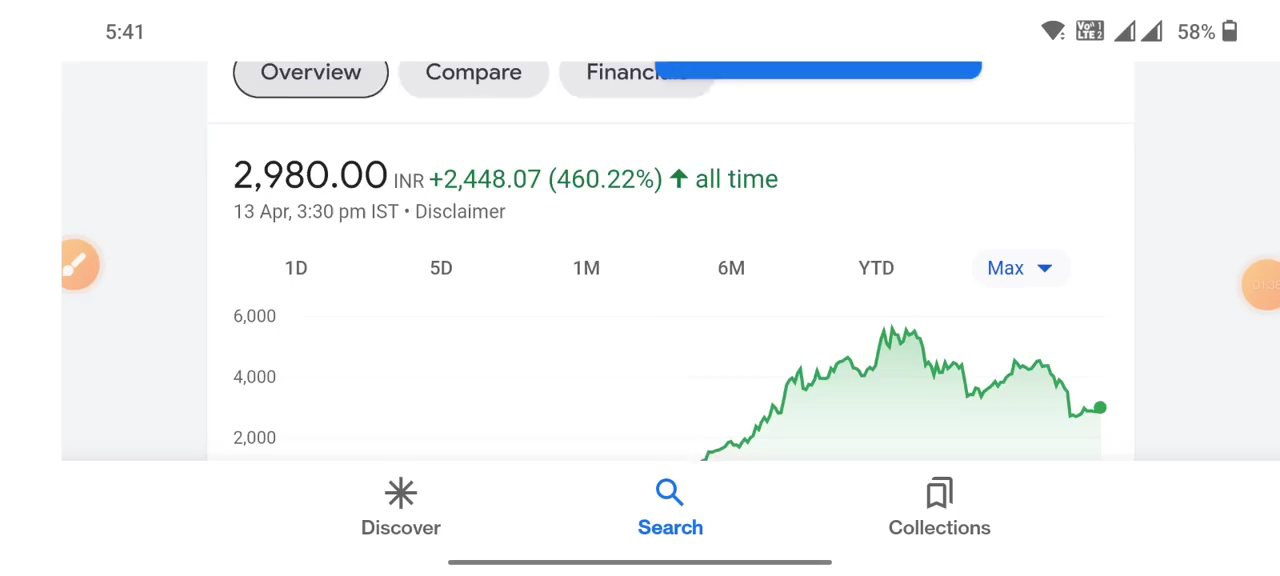 5:41
58%
Overview Compare
2,980.00 INR +2,448.07 (460.22%) ↑ all time
13 Apr, 3:30 pm IST • Disclaimer
1D 5D 1M 6M YTD Max
6,000
4,000
2,000
Discover Search Collections